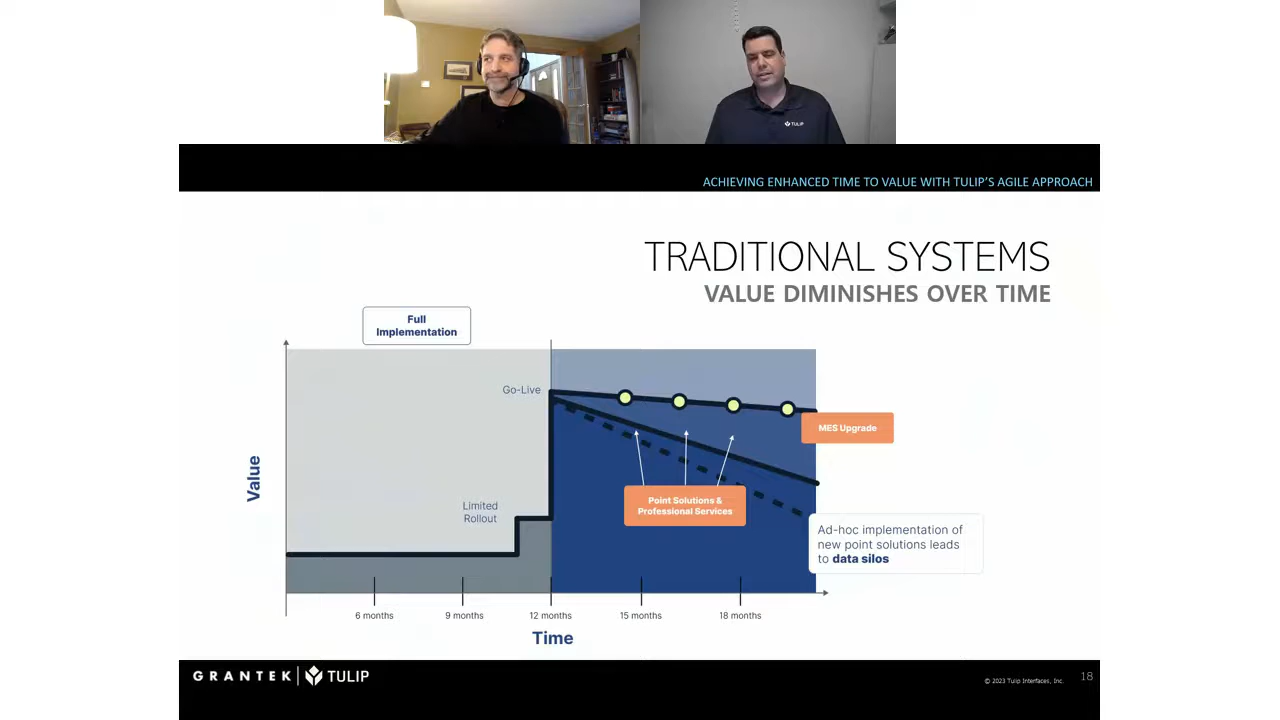 TULIP
ACHIEVING ENHANCED TIME TO VALUE WITH TULIP'S AGILE APPROACH
TRADITIONAL SYSTEMS
VALUE DIMINISHES OVER TIME
Full
Implementation
Go-Live
MES Upgrade
Value
Limited
Rollout
Point Solutions &
Professional Services
Ad-hoc implementation of
new point solutions leads
to data silos
6 months
9 months
12 months
15 months
18 months
Time
GRANTEK | TULIP
© 2023 Tulip Interfaces, Inc.
18